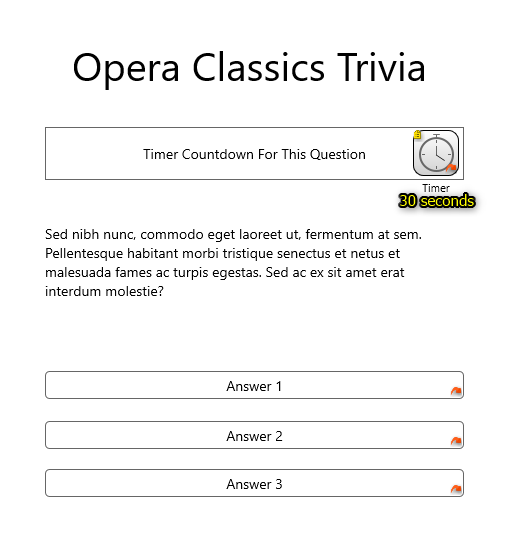 Opera Classics Trivia
Timer Countdown For This Question
Timer
30 seconds
Sed nibh nunc, commodo eget laoreet ut, fermentum at sem.
Pellentesque habitant morbi tristique senectus et netus et
malesuada fames ac turpis egestas. Sed ac ex sit amet erat
interdum molestie?
Answer 1
Answer 2
Answer 3